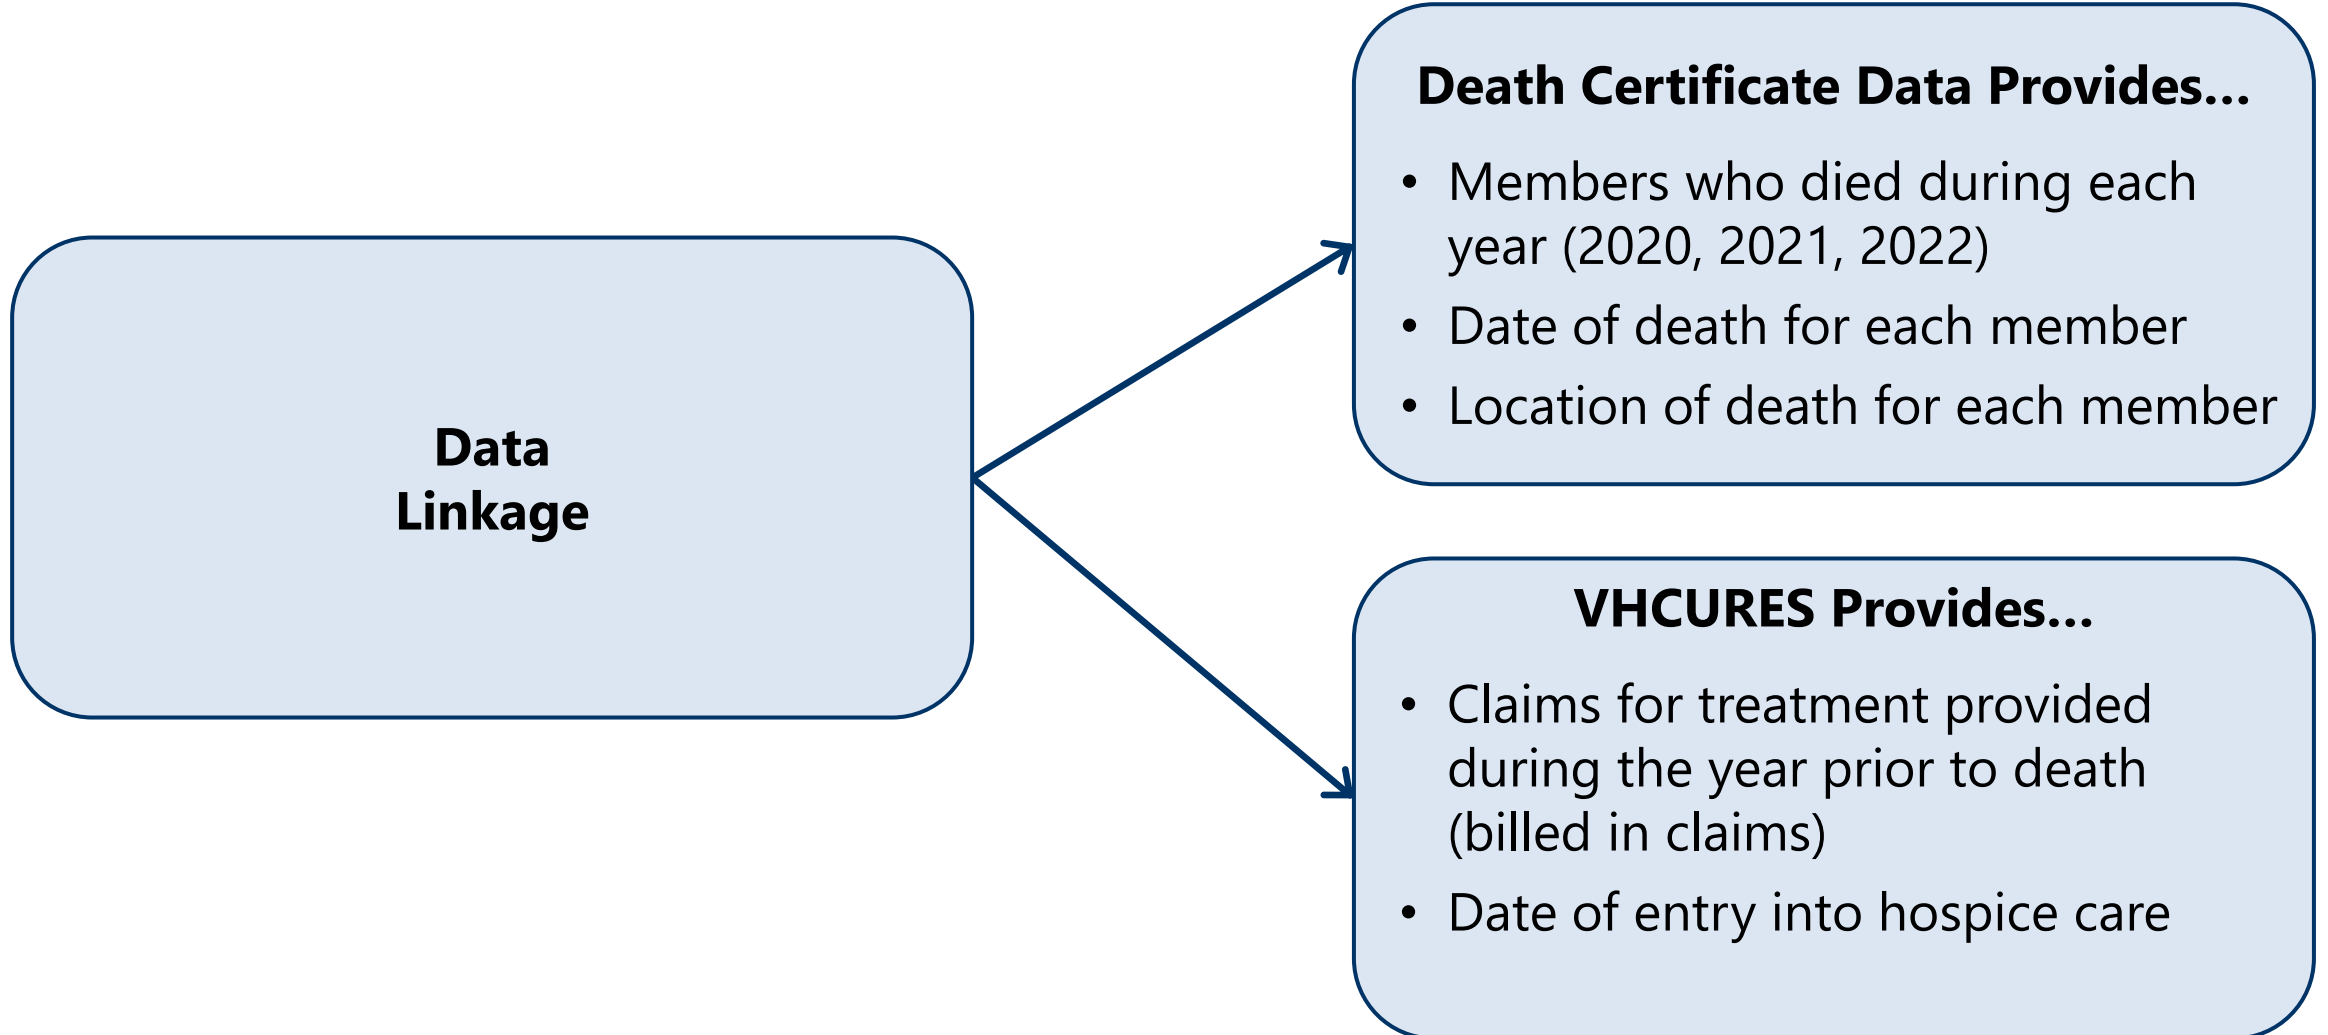 Data
Linkage
Death Certificate Data Provides...
• Members who died during each
year (2020, 2021, 2022)
• Date of death for each member
• Location of death for each member
VHCURES Provides...
• Claims for treatment provided
during the year prior to death
(billed in claims)
• Date of entry into hospice care